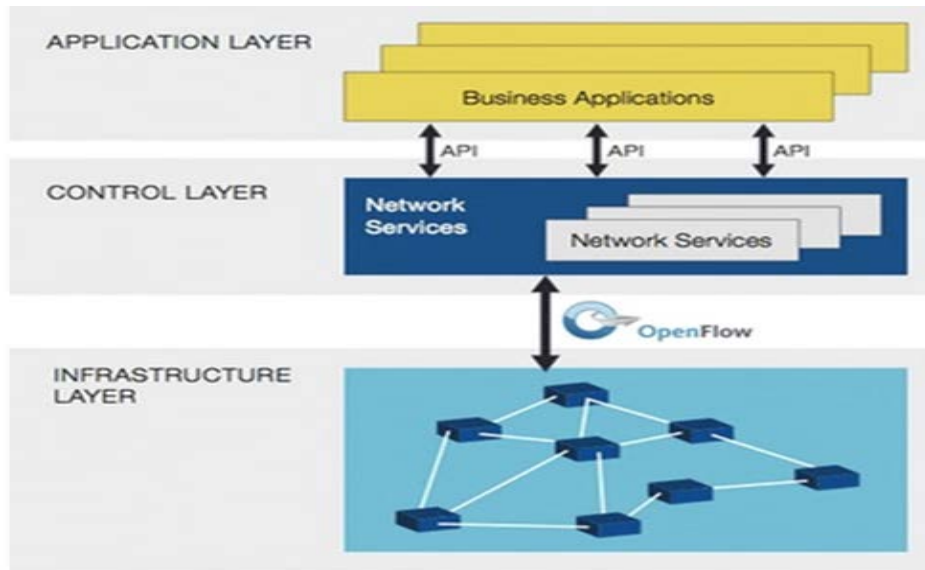 APPLICATION LAYER
Business Applications
API
API
API
CONTROL LAYER
Network
Services
Network Services
OpenFlow
INFRASTRUCTURE
LAYER